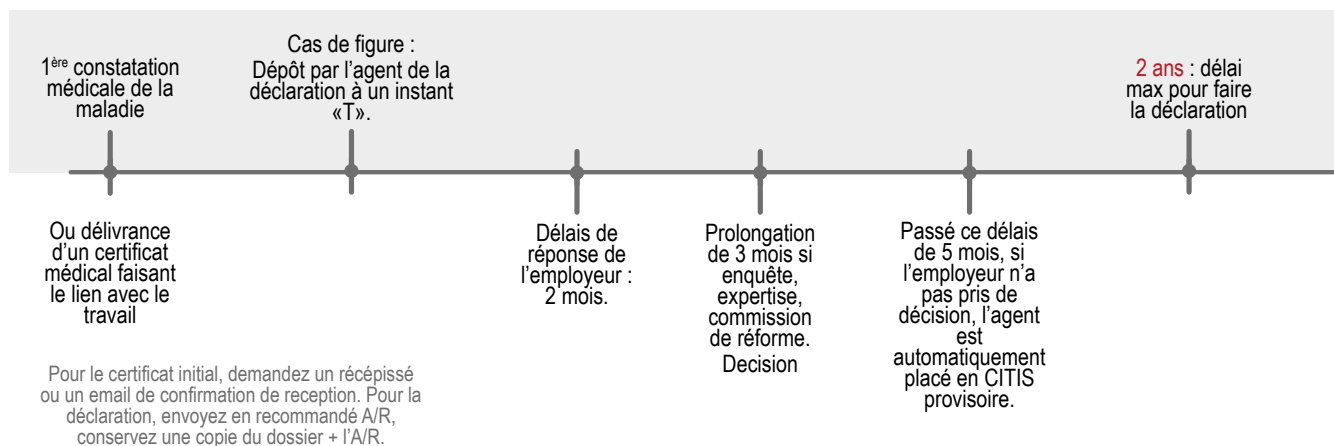 1ère constatation
médicale de la
maladie
Cas de figure :
Dépôt par l’agent de la
déclaration à un instant
«T».
2 ans : délai
max pour faire
la déclaration
Ou délivrance
d’un certificat
médical faisant
le lien avec le
travail
Délais de
réponse de
l’employeur :
2 mois.
Prolongation
de 3 mois si
enquête,
expertise,
commission
de réforme.
Decision
Passé ce délais
de 5 mois, si
l’employeur n’a
pas pris de
décision, l’agent
est
automatiquement
placé en CITIS
provisoire.
Pour le certificat initial, demandez un récépissé
ou un email de confirmation de reception. Pour la
déclaration, envoyez en recommandé A/R,
conservez une copie du dossier + l’A/R.